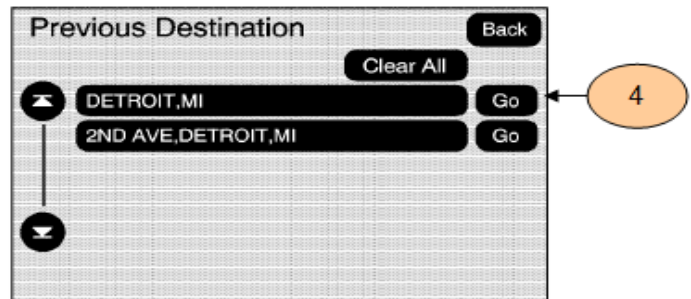 Previous Destination Back
Clear All
DETROIT,MI Go 4
2ND AVE,DETROIT,MI Go